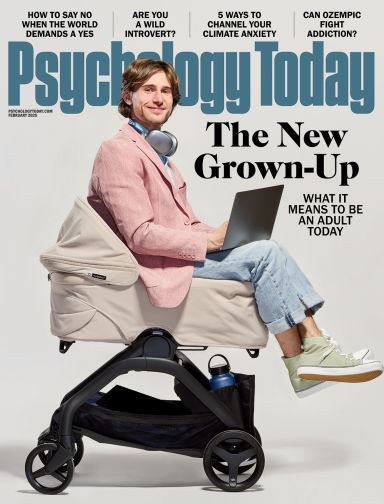 HOW TO SAY NO
WHEN THE WORLD
DEMANDS A YES
ARE YOU
A WILD
INTROVERT?
5 WAYS TO
CHANNEL YOUR
CLIMATE ANXIETY
CAN OZEMPIC
FIGHT
ADDICTION?
Psychology Today
PSYCHOLOGYTODAY.COM
FEBRUARY 2025
The New
Grown-Up
WHAT IT
MEANS TO BE
AN ADULT
TODAY